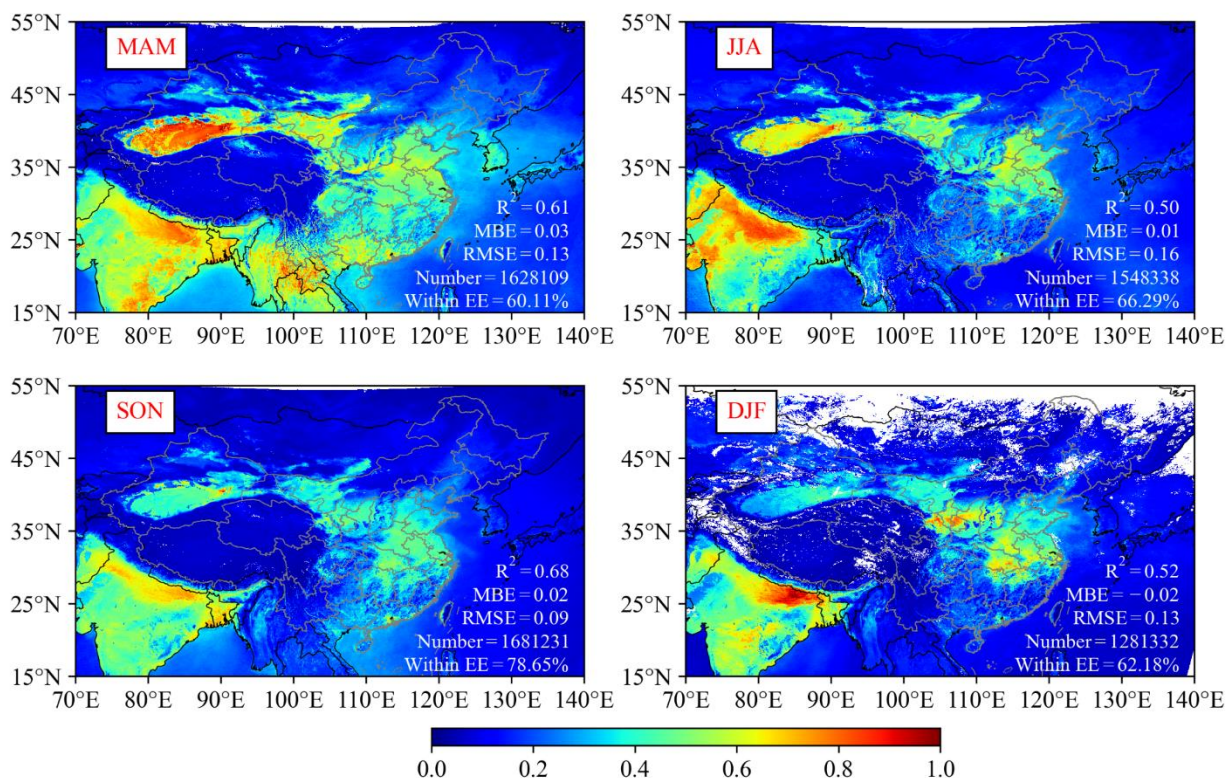 55°N
45°N
35°N
25°N
15°N
MAM
R² = 0.61
MBE = 0.03
RMSE = 0.13
Number = 1628109
Within EE = 60.11%
70°E 80°E 90°E 100°E 110°E 120°E 130°E 140°E
55°N
45°N
35°N
25°N
15°N
JJA
R² = 0.50
MBE = 0.01
RMSE = 0.16
Number = 1548338
Within EE = 66.29%
70°E 80°E 90°E 100°E 110°E 120°E 130°E 140°E
55°N
45°N
35°N
25°N
15°N
SON
R² = 0.68
MBE = 0.02
RMSE = 0.09
Number = 1681231
Within EE = 78.65%
70°E 80°E 90°E 100°E 110°E 120°E 130°E 140°E
55°N
45°N
35°N
25°N
15°N
DJF
R² = 0.52
MBE = −0.02
RMSE = 0.13
Number = 1281332
Within EE = 62.18%
70°E 80°E 90°E 100°E 110°E 120°E 130°E 140°E
0.0 0.2 0.4 0.6 0.8 1.0